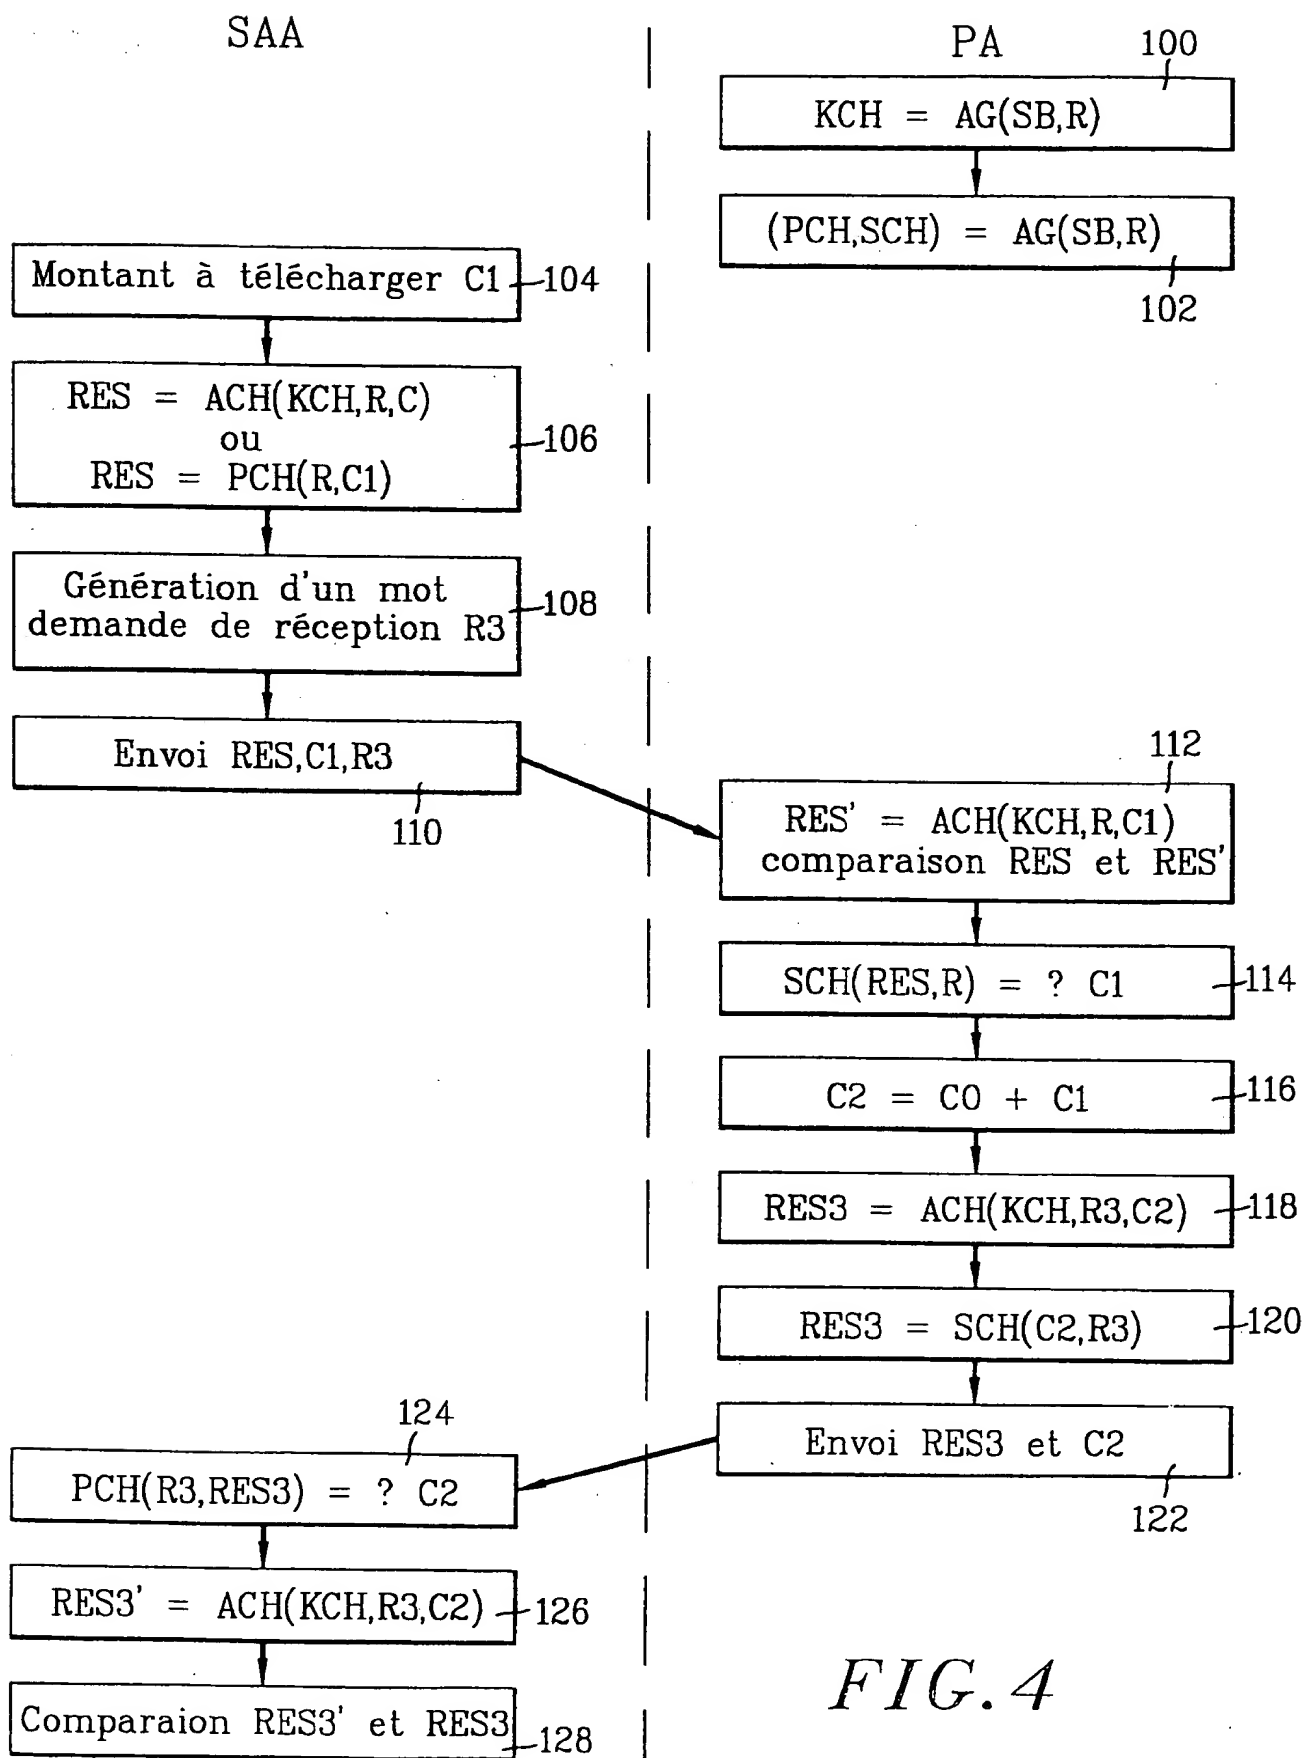 SAA
PA
100
KCH = AG(SB,R)
(PCH,SCH) = AG(SB,R)
102
Montant à télécharger C1
104
RES = ACH(KCH,R,C)
ou
RES = PCH(R,C1)
106
Génération d'un mot
demande de réception R3
108
Envoi RES,C1,R3
110
112
RES' = ACH(KCH,R,C1)
comparaison RES et RES'
SCH(RES,R) = ? C1
114
C2 = C0 + C1
116
RES3 = ACH(KCH,R3,C2)
118
RES3 = SCH(C2,R3)
120
Envoi RES3 et C2
122
124
PCH(R3,RES3) = ? C2
RES3' = ACH(KCH,R3,C2)
126
Comparaion RES3' et RES3
128
FIG.4